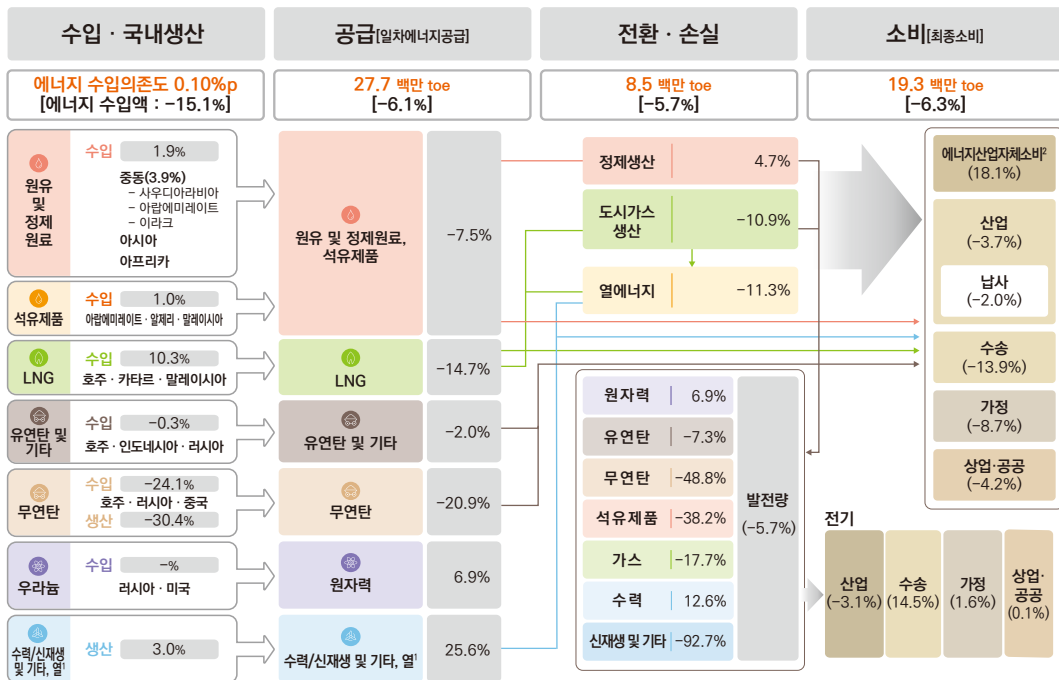 수입 · 국내생산
공급[일차에너지공급]
전환 · 손실
소비[최종소비]
에너지 수입의존도 0.10%p
[에너지 수입액 : -15.1%]
27.7 백만 toe
[-6.1%]
8.5 백만 toe
[-5.7%]
19.3 백만 toe
[-6.3%]
원유
및
정제
원료
수입 1.9%
중동(3.9%)
- 사우디아라비아
- 아랍에미레이트
- 이라크
아시아
아프리카
석유제품
수입 1.0%
아랍에미레이트 · 알제리 · 말레이시아
LNG
수입 10.3%
호주 · 카타르 · 말레이시아
유연탄 및
기타
수입 -0.3%
호주 · 인도네시아 · 러시아
무연탄
수입 -24.1%
호주 · 러시아 · 중국
생산 -30.4%
우라늄
수입 -%
러시아 · 미국
수력/신재생
및 기타, 열¹
생산 3.0%
원유 및 정제원료,
석유제품
-7.5%
LNG
-14.7%
유연탄 및 기타
-2.0%
무연탄
-20.9%
원자력
6.9%
수력/신재생 및 기타, 열¹
25.6%
정제생산 4.7%
도시가스
생산
-10.9%
열에너지 -11.3%
원자력 6.9%
유연탄 -7.3%
무연탄 -48.8%
석유제품 -38.2%
가스 -17.7%
수력 12.6%
신재생 및 기타 -92.7%
발전량
(-5.7%)
에너지산업자체소비²
(18.1%)
산업
(-3.7%)
납사
(-2.0%)
수송
(-13.9%)
가정
(-8.7%)
상업·공공
(-4.2%)
전기
산업
(-3.1%)
수송
(14.5%)
가정
(1.6%)
상업·
공공
(0.1%)